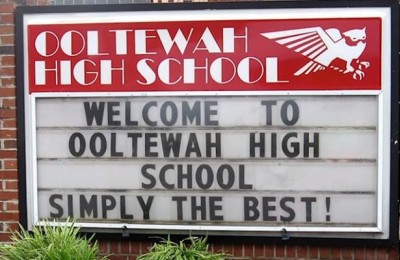 OOLTEWAH
HIGH SCHOOL
WELCOME TO
OOLTEWAH HIGH
SCHOOL
SIMPLY THE BEST!